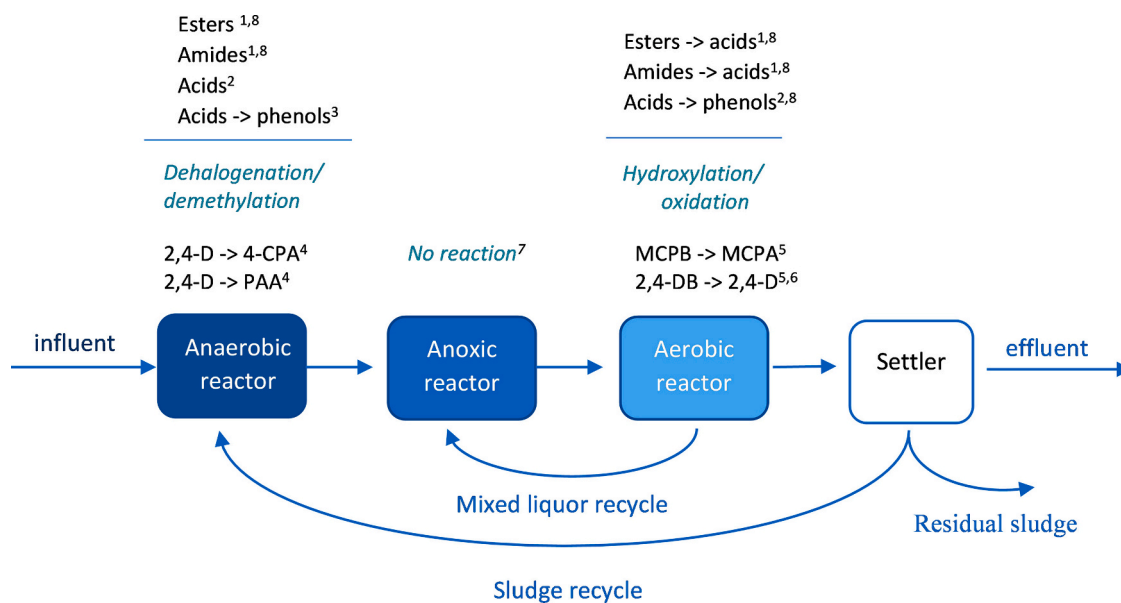 Esters ¹,⁸
Amides¹,⁸
Acids²
Acids -> phenols³
Dehalogenation/
demethylation
2,4-D -> 4-CPA⁴
2,4-D -> PAA⁴
No reaction⁷
Esters -> acids¹,⁸
Amides -> acids¹,⁸
Acids -> phenols²,⁸
Hydroxylation/
oxidation
MCPB -> MCPA⁵
2,4-DB -> 2,4-D⁵,⁶
influent
Anaerobic
reactor
Anoxic
reactor
Aerobic
reactor
Settler
effluent
Mixed liquor recycle
Residual sludge
Sludge recycle